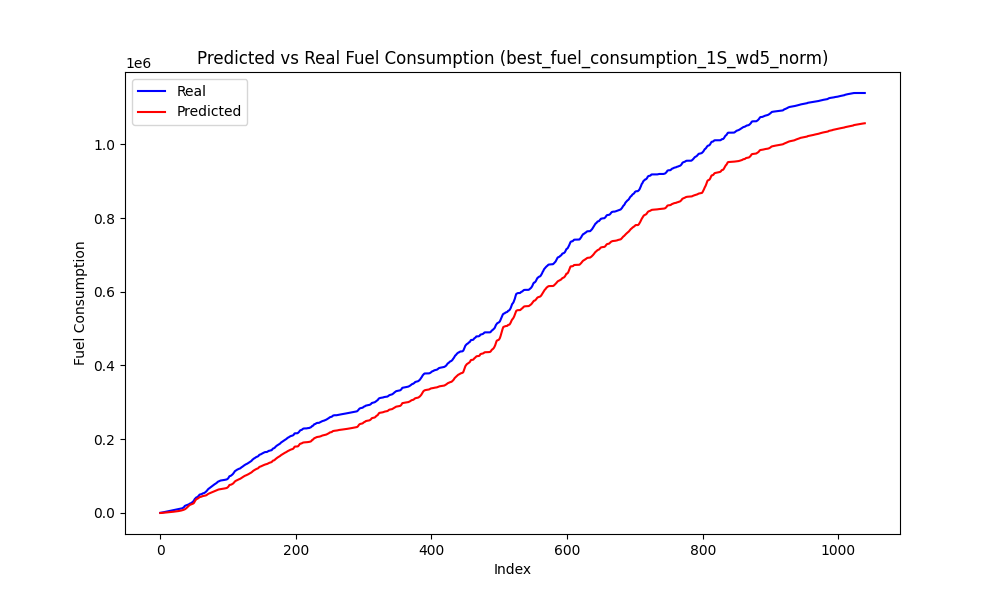 Predicted vs Real Fuel Consumption (best_fuel_consumption_1S_wd5_norm)
1e6
Real
Predicted
1.0
0.8
0.6
0.4
0.2
0.0
Fuel Consumption
0 200 400 600 800 1000
Index